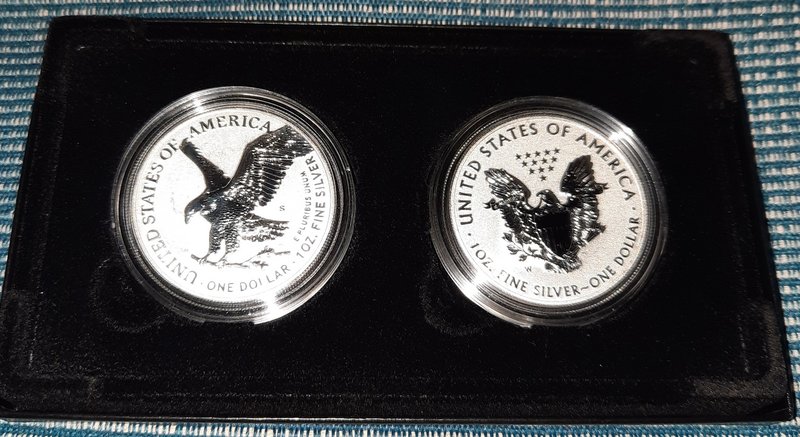 UNITED STATES OF AMERICA
S
E PLURIBUS UNUM
1 OZ. FINE SILVER · ONE DOLLAR
UNITED STATES OF AMERICA
W
· 1 OZ. FINE SILVER~ONE DOLLAR ·